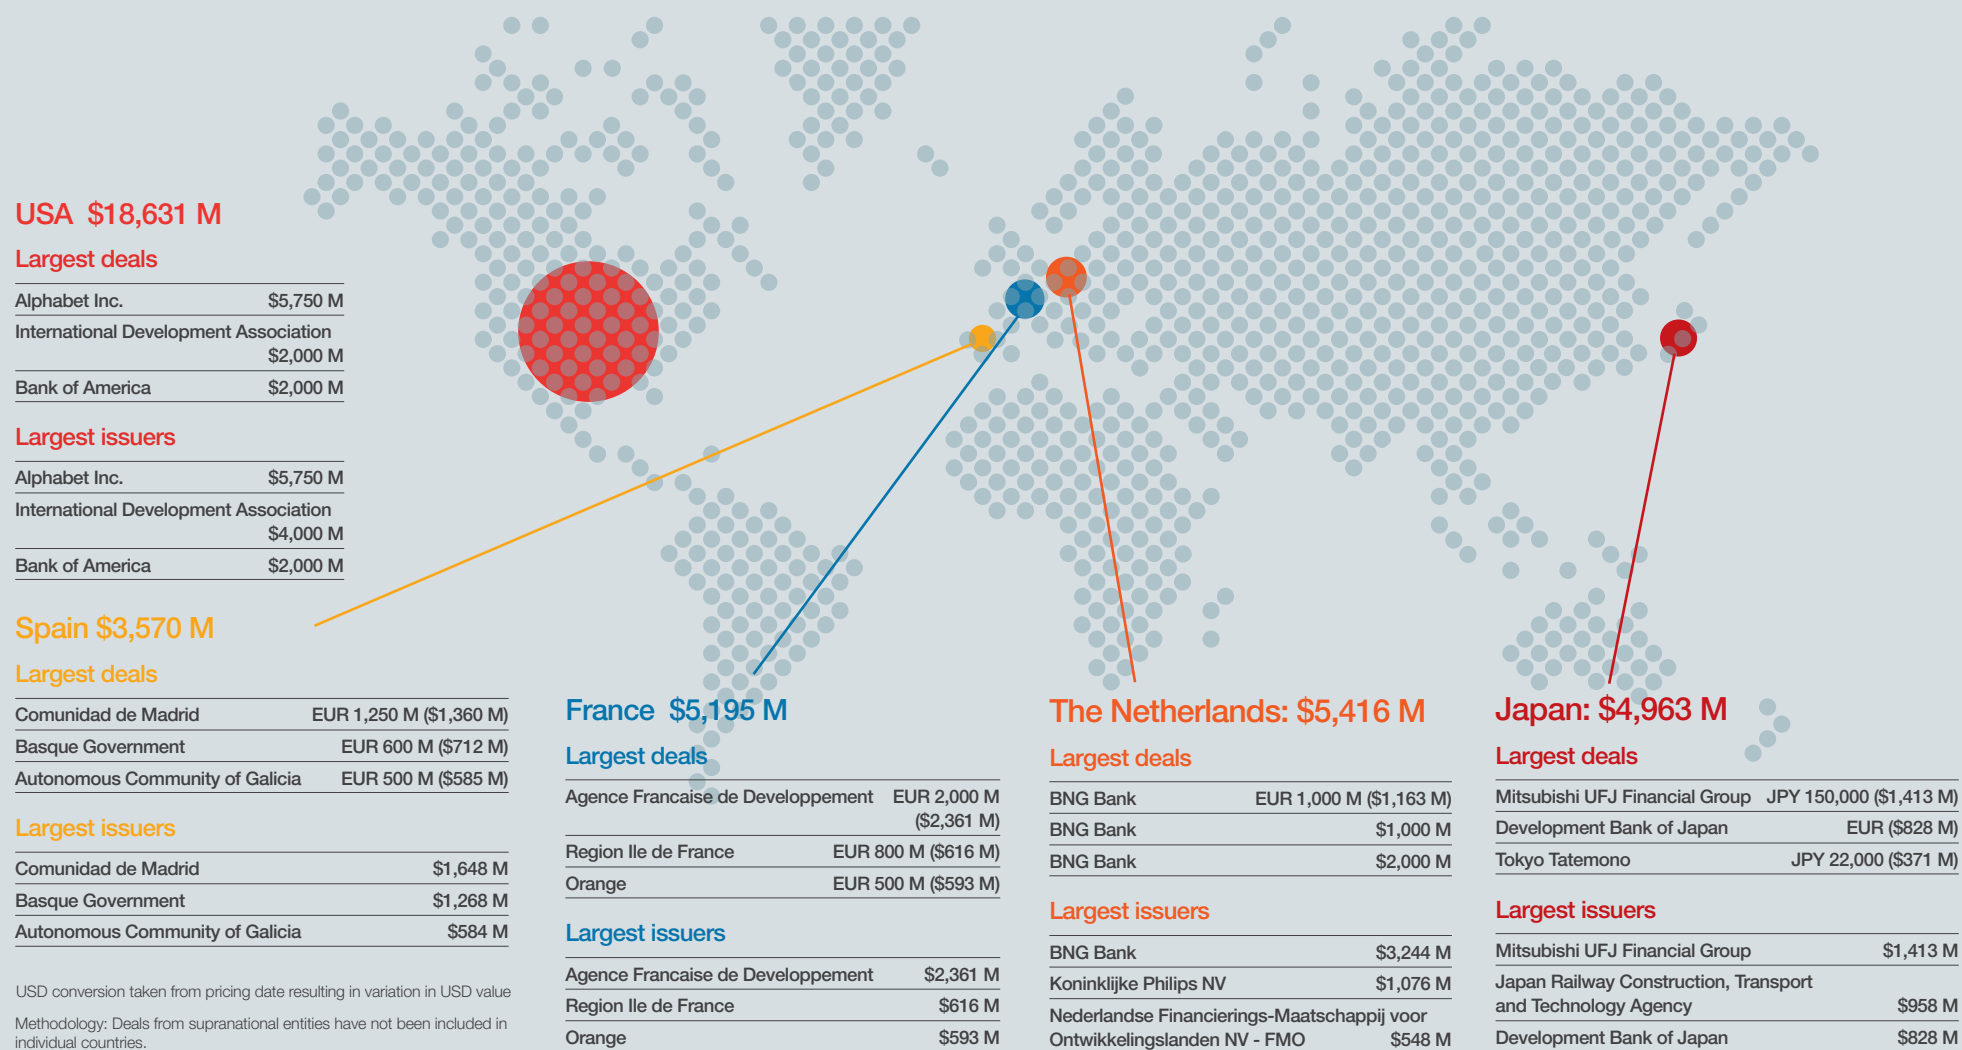 USA $18,631 M
Largest deals
Alphabet Inc. $5,750 M
International Development Association
$2,000 M
Bank of America $2,000 M
Largest issuers
Alphabet Inc. $5,750 M
International Development Association
$4,000 M
Bank of America $2,000 M
Spain $3,570 M
Largest deals
Comunidad de Madrid EUR 1,250 M ($1,360 M)
Basque Government EUR 600 M ($712 M)
Autonomous Community of Galicia EUR 500 M ($585 M)
Largest issuers
Comunidad de Madrid $1,648 M
Basque Government $1,268 M
Autonomous Community of Galicia $584 M
USD conversion taken from pricing date resulting in variation in USD value
Methodology: Deals from supranational entities have not been included in
individual countries.
France $5,195 M
Largest deals
Agence Francaise de Developpement EUR 2,000 M
($2,361 M)
Region Ile de France EUR 800 M ($616 M)
Orange EUR 500 M ($593 M)
Largest issuers
Agence Francaise de Developpement $2,361 M
Region Ile de France $616 M
Orange $593 M
The Netherlands: $5,416 M
Largest deals
BNG Bank EUR 1,000 M ($1,163 M)
BNG Bank $1,000 M
BNG Bank $2,000 M
Largest issuers
BNG Bank $3,244 M
Koninklijke Philips NV $1,076 M
Nederlandse Financierings-Maatschappij voor
Ontwikkelingslanden NV - FMO $548 M
Japan: $4,963 M
Largest deals
Mitsubishi UFJ Financial Group JPY 150,000 ($1,413 M)
Development Bank of Japan EUR ($828 M)
Tokyo Tatemono JPY 22,000 ($371 M)
Largest issuers
Mitsubishi UFJ Financial Group $1,413 M
Japan Railway Construction, Transport
and Technology Agency $958 M
Development Bank of Japan $828 M